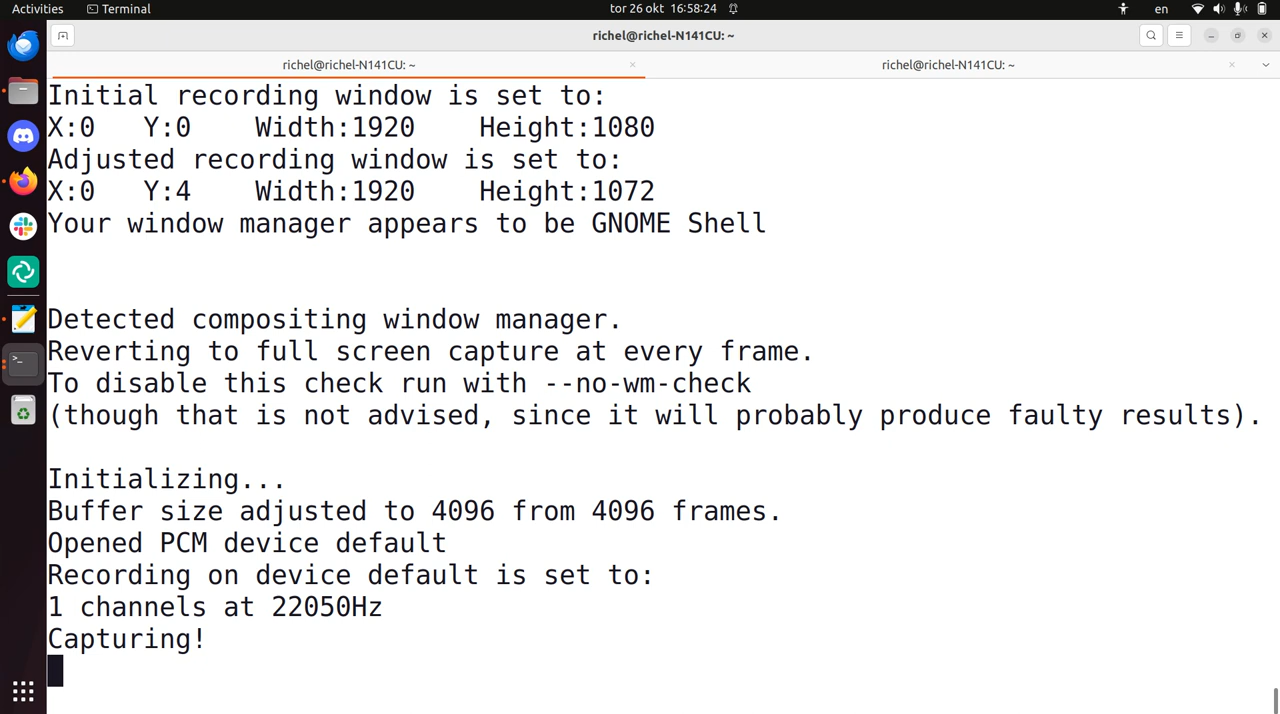 Activities Terminal tor 26 okt 16:58:24 en
richel@richel-N141CU: ~
richel@richel-N141CU: ~ richel@richel-N141CU: ~
Initial recording window is set to:
X:0   Y:0    Width:1920    Height:1080
Adjusted recording window is set to:
X:0   Y:4    Width:1920    Height:1072
Your window manager appears to be GNOME Shell
Detected compositing window manager.
Reverting to full screen capture at every frame.
To disable this check run with --no-wm-check
(though that is not advised, since it will probably produce faulty results).
Initializing...
Buffer size adjusted to 4096 from 4096 frames.
Opened PCM device default
Recording on device default is set to:
1 channels at 22050Hz
Capturing!